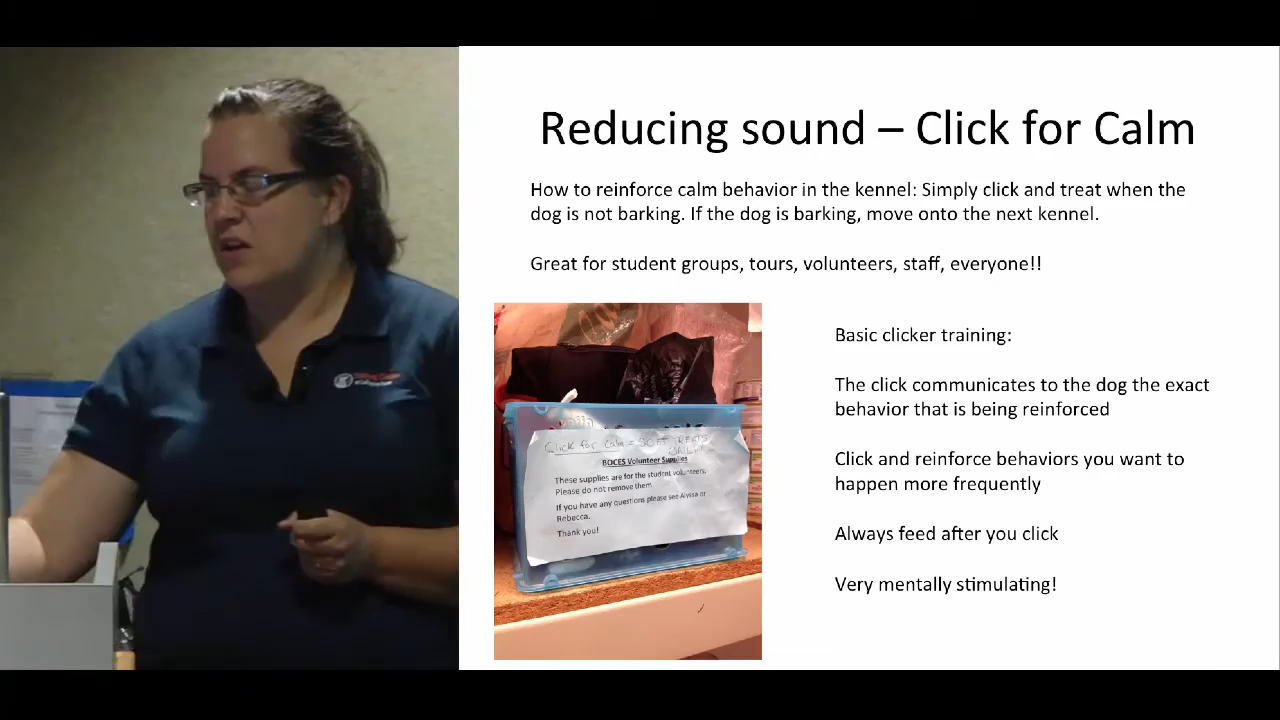 Reducing sound – Click for Calm
How to reinforce calm behavior in the kennel: Simply click and treat when the
dog is not barking. If the dog is barking, move onto the next kennel.
Great for student groups, tours, volunteers, staff, everyone!!
Click for Calm = SOFT TREATS
ONLY
BOCES Volunteer Supplies
These supplies are for the student volunteers.
Please do not remove them.
If you have any questions please see Alyssa or
Rebecca.
Thank you!
Basic clicker training:
The click communicates to the dog the exact
behavior that is being reinforced
Click and reinforce behaviors you want to
happen more frequently
Always feed after you click
Very mentally stimulating!